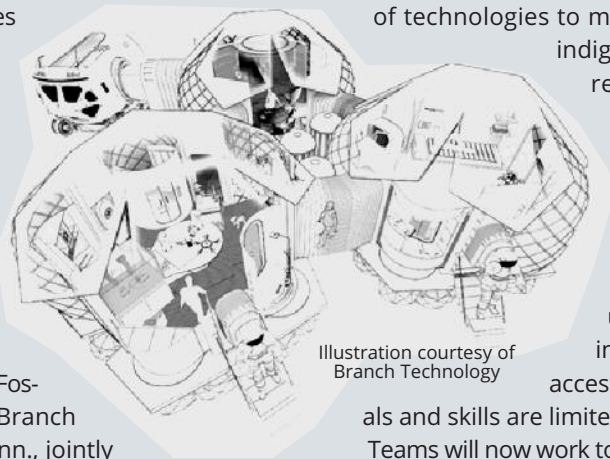 es
Fos-
Branch
nn., jointly
Illustration courtesy of
Branch Technology
of technologies to m
indig
re
in
acces
als and skills are limite
Teams will now work to